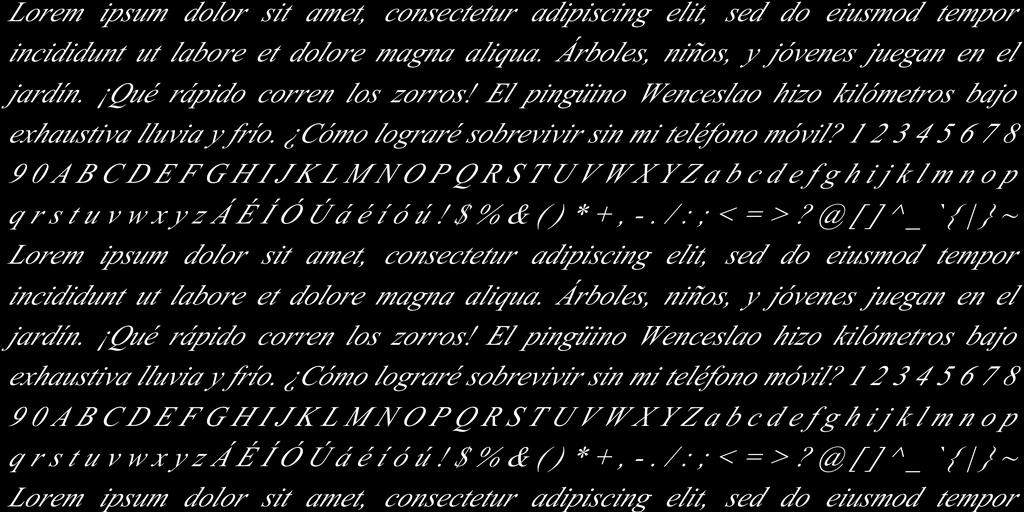 Lorem ipsum dolor sit amet, consectetur adipiscing elit, sed do eiusmod tempor
incididunt ut labore et dolore magna aliqua. Árboles, niños, y jóvenes juegan en el
jardín. ¡Qué rápido corren los zorros! El pingüino Wenceslao hizo kilómetros bajo
exhaustiva lluvia y frío. ¿Cómo lograré sobrevivir sin mi teléfono móvil? 1 2 3 4 5 6 7 8
9 0 A B C D E F G H I J K L M N O P Q R S T U V W X Y Z a b c d e f g h i j k l m n o p
q r s t u v w x y z Á É Í Ó Ú á é í ó ú ! $ % & ( ) * + , - . / : ; < = > ? @ [ ] ^ _ ` { | } ~
Lorem ipsum dolor sit amet, consectetur adipiscing elit, sed do eiusmod tempor
incididunt ut labore et dolore magna aliqua. Árboles, niños, y jóvenes juegan en el
jardín. ¡Qué rápido corren los zorros! El pingüino Wenceslao hizo kilómetros bajo
exhaustiva lluvia y frío. ¿Cómo lograré sobrevivir sin mi teléfono móvil? 1 2 3 4 5 6 7 8
9 0 A B C D E F G H I J K L M N O P Q R S T U V W X Y Z a b c d e f g h i j k l m n o p
q r s t u v w x y z Á É Í Ó Ú á é í ó ú ! $ % & ( ) * + , - . / : ; < = > ? @ [ ] ^ _ ` { | } ~
Lorem ipsum dolor sit amet, consectetur adipiscing elit, sed do eiusmod tempor